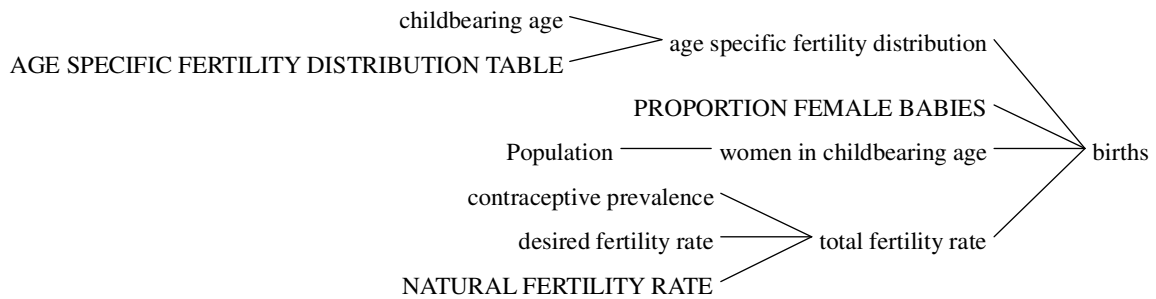 childbearing age
age specific fertility distribution
AGE SPECIFIC FERTILITY DISTRIBUTION TABLE
PROPORTION FEMALE BABIES
Population
women in childbearing age
births
contraceptive prevalence
desired fertility rate
total fertility rate
NATURAL FERTILITY RATE